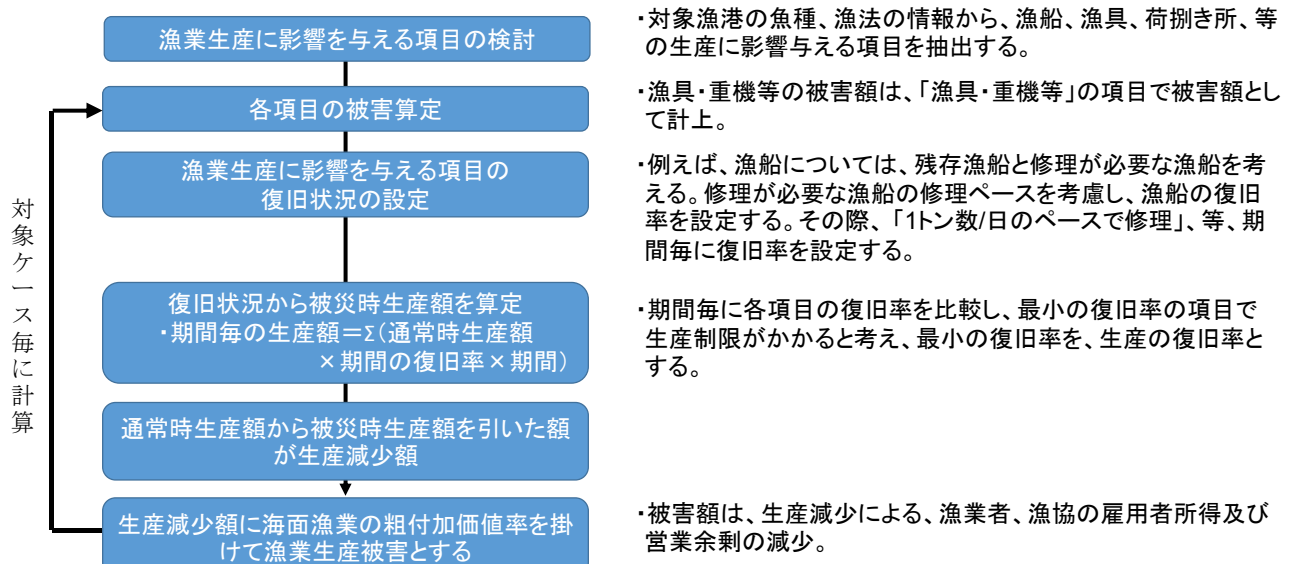 漁業生産に影響を与える項目の検討
・対象漁港の魚種、漁法の情報から、漁船、漁具、荷捌き所、等
の生産に影響与える項目を抽出する。
各項目の被害算定
・漁具・重機等の被害額は、「漁具・重機等」の項目で被害額とし
て計上。
漁業生産に影響を与える項目の
復旧状況の設定
・例えば、漁船については、残存漁船と修理が必要な漁船を考
える。修理が必要な漁船の修理ペースを考慮し、漁船の復旧
率を設定する。その際、「1トン数/日のペースで修理」、等、期
間毎に復旧率を設定する。
復旧状況から被災時生産額を算定
・期間毎の生産額＝Σ（通常時生産額
×期間の復旧率×期間）
・期間毎に各項目の復旧率を比較し、最小の復旧率の項目で
生産制限がかかると考え、最小の復旧率を、生産の復旧率と
する。
通常時生産額から被災時生産額を引いた額
が生産減少額
生産減少額に海面漁業の粗付加価値率を掛
けて漁業生産被害とする
・被害額は、生産減少による、漁業者、漁協の雇用者所得及び
営業余剰の減少。
対象ケース毎に計算